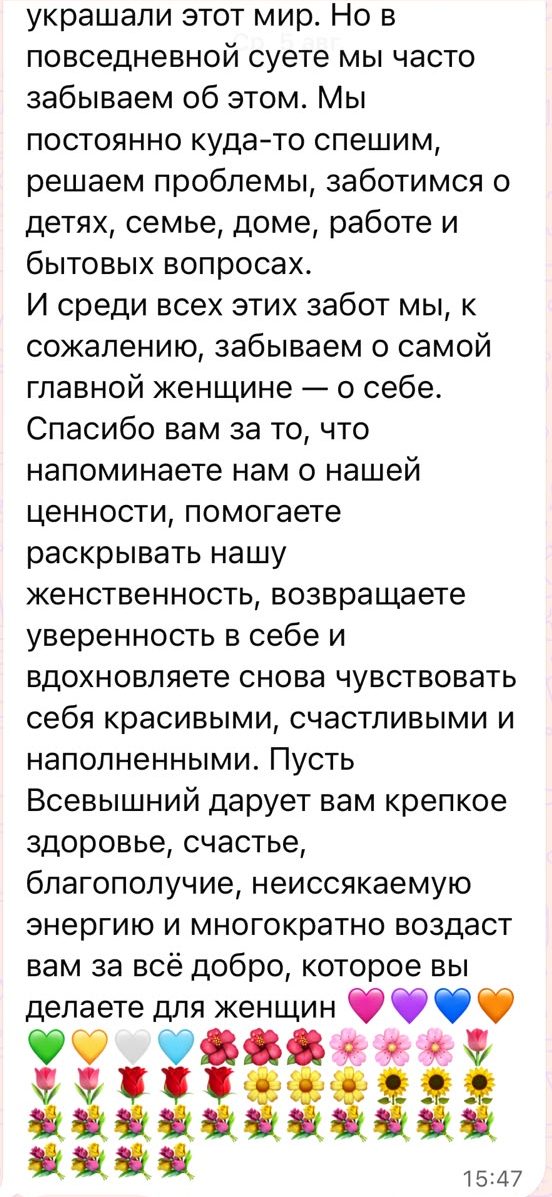 украшали этот мир. Но в
повседневной суете мы часто
забываем об этом. Мы
постоянно куда-то спешим,
решаем проблемы, заботимся о
детях, семье, доме, работе и
бытовых вопросах.
И среди всех этих забот мы, к
сожалению, забываем о самой
главной женщине — о себе.
Спасибо вам за то, что
напоминаете нам о нашей
ценности, помогаете
раскрывать нашу
женственность, возвращаете
уверенность в себе и
вдохновляете снова чувствовать
себя красивыми, счастливыми и
наполненными. Пусть
Всевышний дарует вам крепкое
здоровье, счастье,
благополучие, неиссякаемую
энергию и многократно воздаст
вам за всё добро, которое вы
делаете для женщин 🩷💜💙🧡
💚💛🤍🩵🌺🌺🌺🌸🌸🌸🌷
🌷🌷🌹🌹🌹🌼🌼🌼🌻🌻🌻
💐💐💐💐💐💐💐💐💐💐💐
💐💐💐💐
15:47